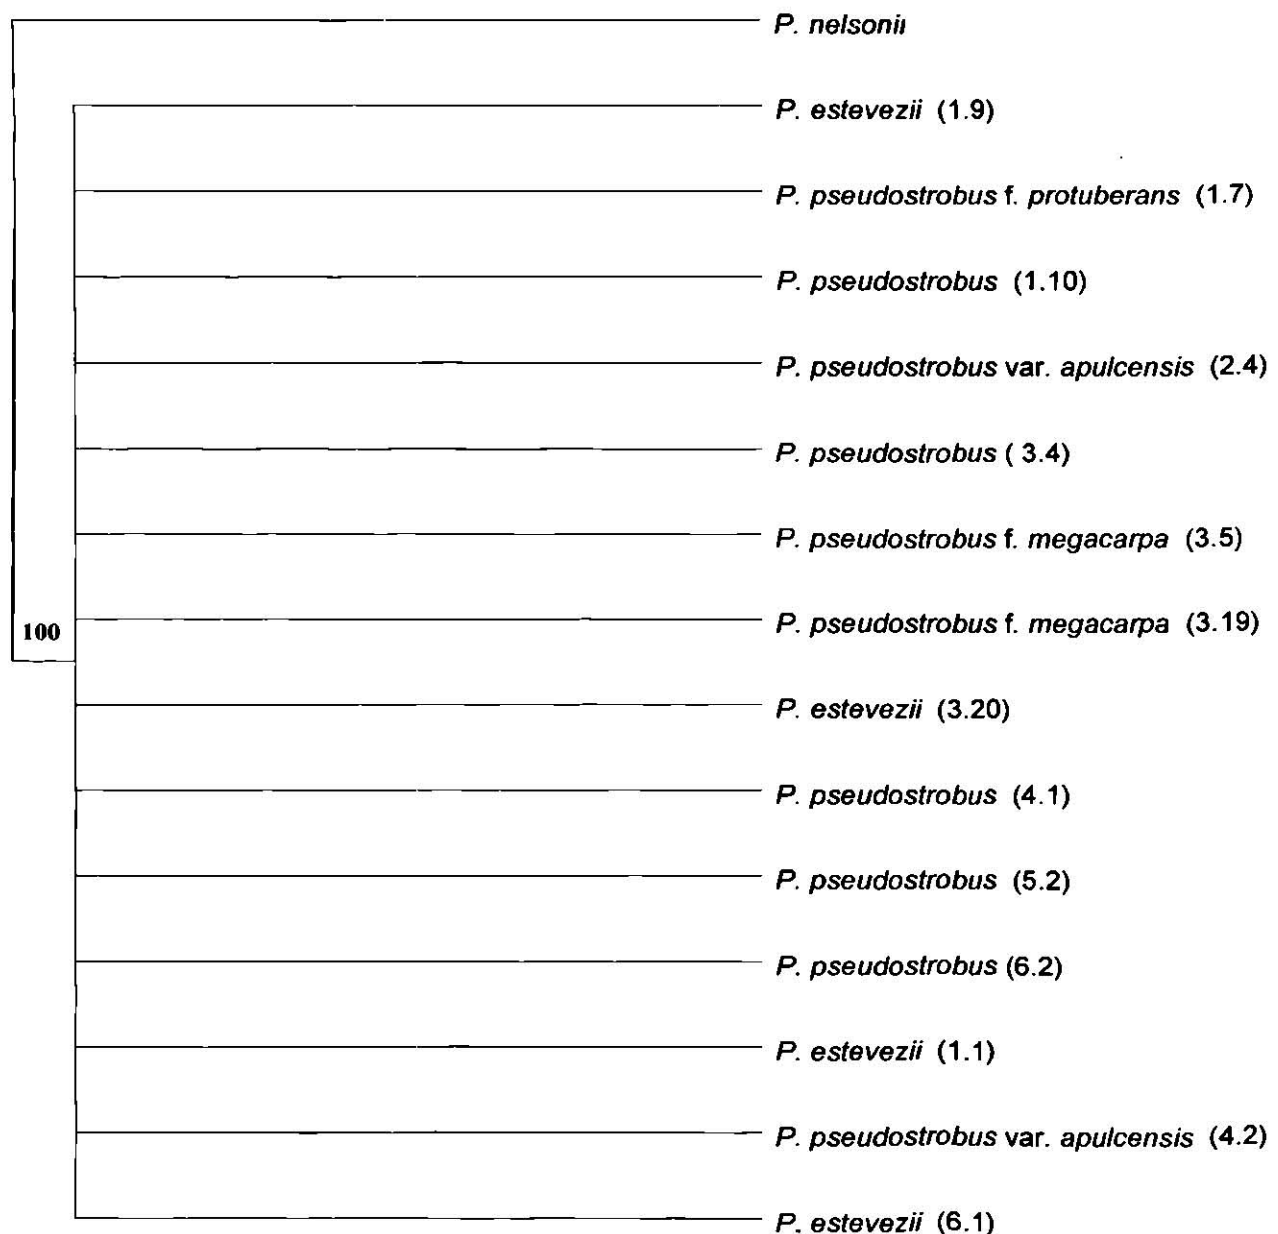 P. nelsonii
P. estevezii (1.9)
P. pseudostrobus f. protuberans (1.7)
P. pseudostrobus (1.10)
P. pseudostrobus var. apulcensis (2.4)
P. pseudostrobus ( 3.4)
P. pseudostrobus f. megacarpa (3.5)
P. pseudostrobus f. megacarpa (3.19)
100
P. estevezii (3.20)
P. pseudostrobus (4.1)
P. pseudostrobus (5.2)
P. pseudostrobus (6.2)
P. estevezii (1.1)
P. pseudostrobus var. apulcensis (4.2)
P. estevezii (6.1)